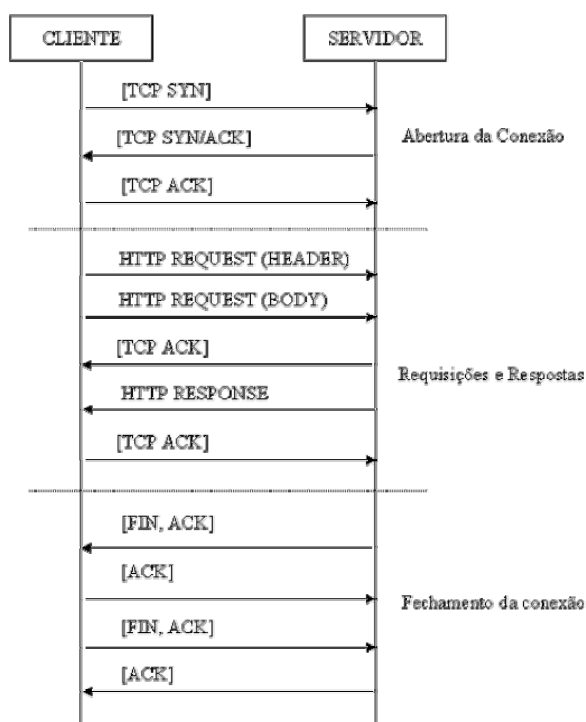 CLIENTE
SERVIDOR
[TCP SYN]
[TCP SYN/ACK]
Abertura da Conexão
[TCP ACK]
HTTP REQUEST (HEADER)
HTTP REQUEST (BODY)
[TCP ACK]
Requisições e Respostas
HTTP RESPONSE
[TCP ACK]
[FIN, ACK]
[ACK]
Fechamento da conexão
[FIN, ACK]
[ACK]